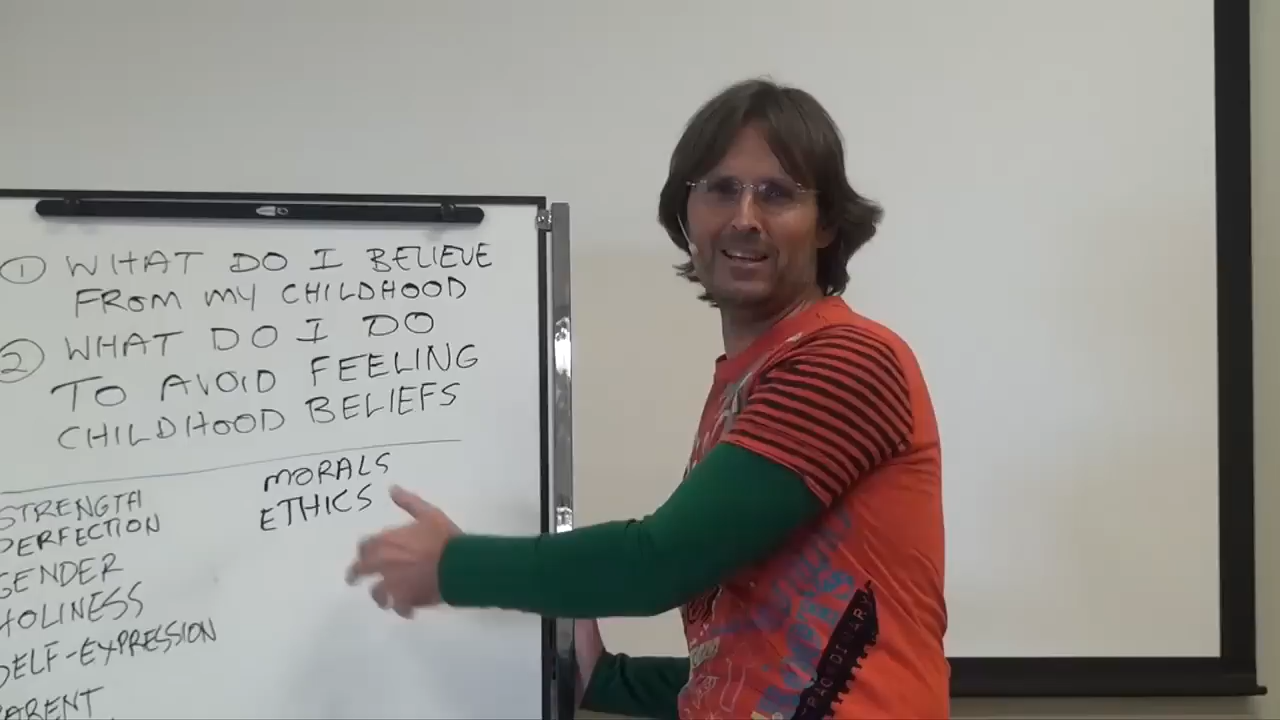 ① WHAT DO I BELIEVE
FROM MY CHILDHOOD
② WHAT DO I DO
TO AVOID FEELING
CHILDHOOD BELIEFS
STRENGTH
PERFECTION
GENDER
HOLINESS
SELF-EXPRESSION
PARENT
MORALS
ETHICS